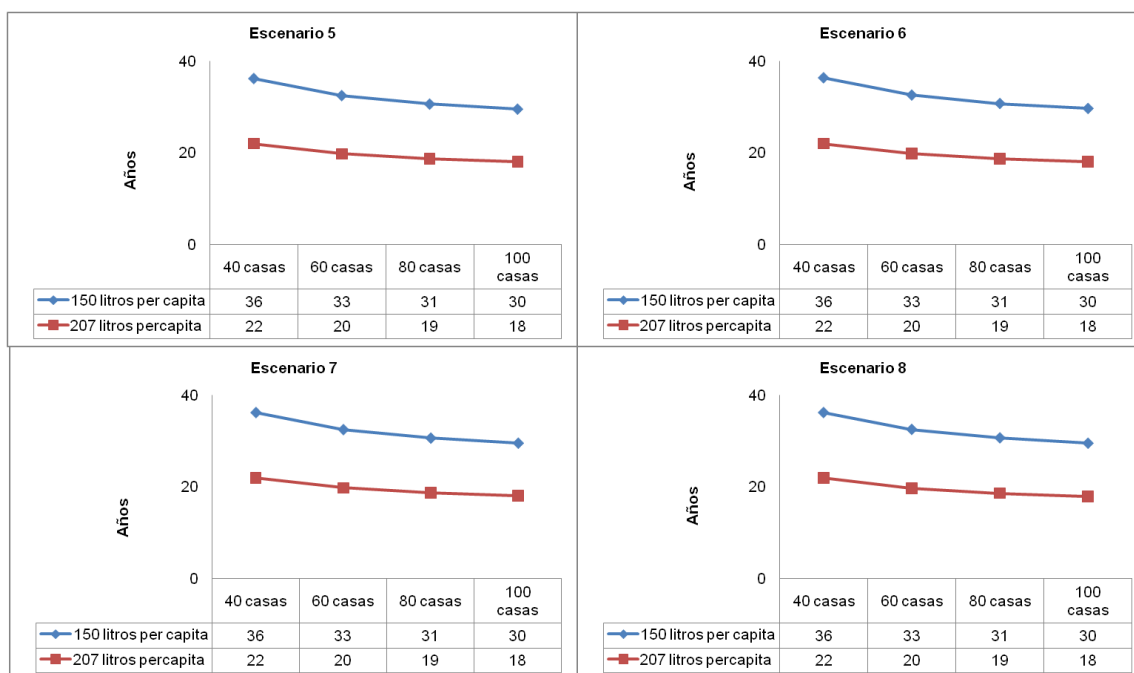 Escenario 5
40
20
0
Años
40 casas 60 casas 80 casas 100 casas
150 litros per capita 36 33 31 30
207 litros percapita 22 20 19 18
Escenario 6
40
20
0
Años
40 casas 60 casas 80 casas 100 casas
150 litros per capita 36 33 31 30
207 litros percapita 22 20 19 18
Escenario 7
40
20
0
Años
40 casas 60 casas 80 casas 100 casas
150 litros per capita 36 33 31 30
207 litros percapita 22 20 19 18
Escenario 8
40
20
0
Años
40 casas 60 casas 80 casas 100 casas
150 litros per capita 36 33 31 30
207 litros percapita 22 20 19 18